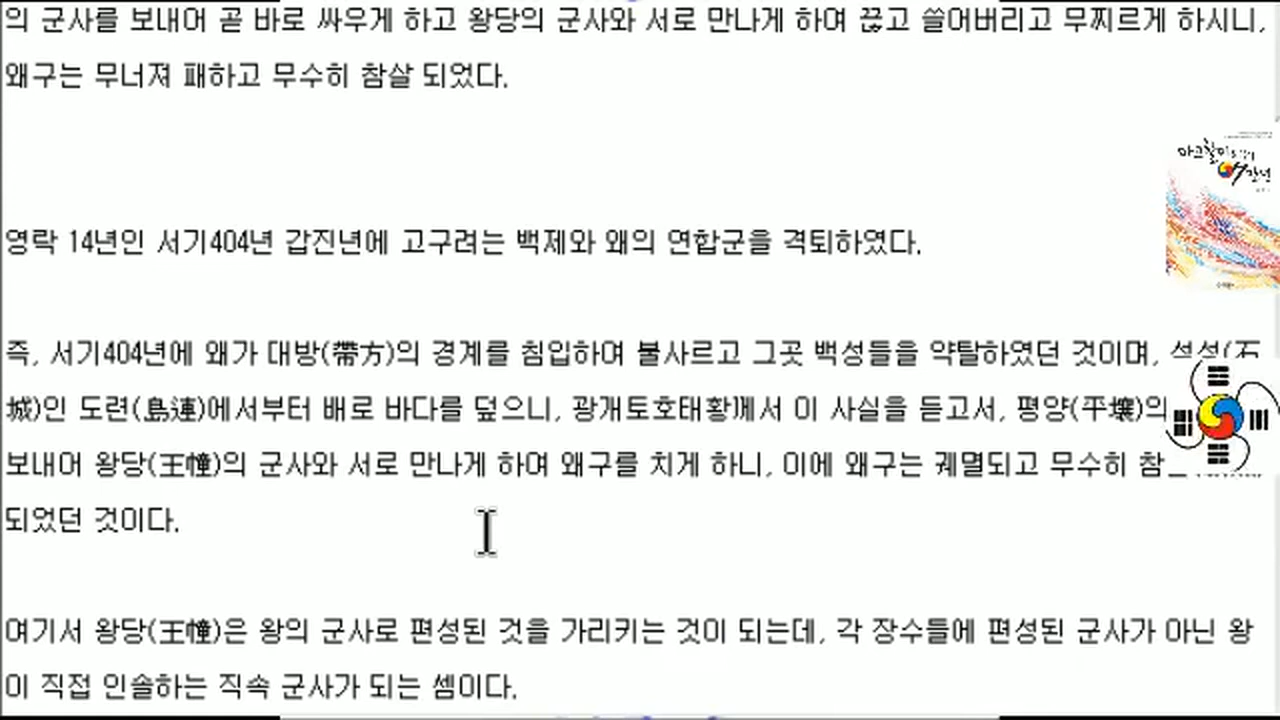 의 군사를 보내어 곧 바로 싸우게 하고 왕당의 군사와 서로 만나게 하여 끊고 쓸어버리고 무찌르게 하시니,
왜구는 무너져 패하고 무수히 참살 되었다.
영락 14년인 서기404년 갑진년에 고구려는 백제와 왜의 연합군을 격퇴하였다.
즉, 서기404년에 왜가 대방(帶方)의 경계를 침입하여 불사르고 그곳 백성들을 약탈하였던 것이며, 석성(石
城)인 도련(島連)에서부터 배로 바다를 덮으니, 광개토호태황께서 이 사실을 듣고서, 평양(平壤)의
보내어 왕당(王幢)의 군사와 서로 만나게 하여 왜구를 치게 하니, 이에 왜구는 궤멸되고 무수히
되었던 것이다.
여기서 왕당(王幢)은 왕의 군사로 편성된 것을 가리키는 것이 되는데, 각 장수들에 편성된 군사가 아닌 왕
이 직접 인솔하는 직속 군사가 되는 셈이다.